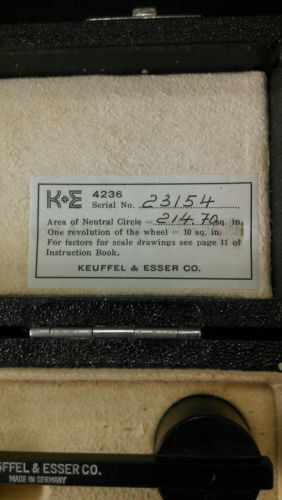 K+E 4236
Serial No. 23154
Area of Neutral Circle = 214.70 sq. in.
One revolution of the wheel = 10 sq. in.
For factors for scale drawings see page 11 of
Instruction Book.
KEUFFEL & ESSER CO.
UFFEL & ESSER CO.
MADE IN GERMANY